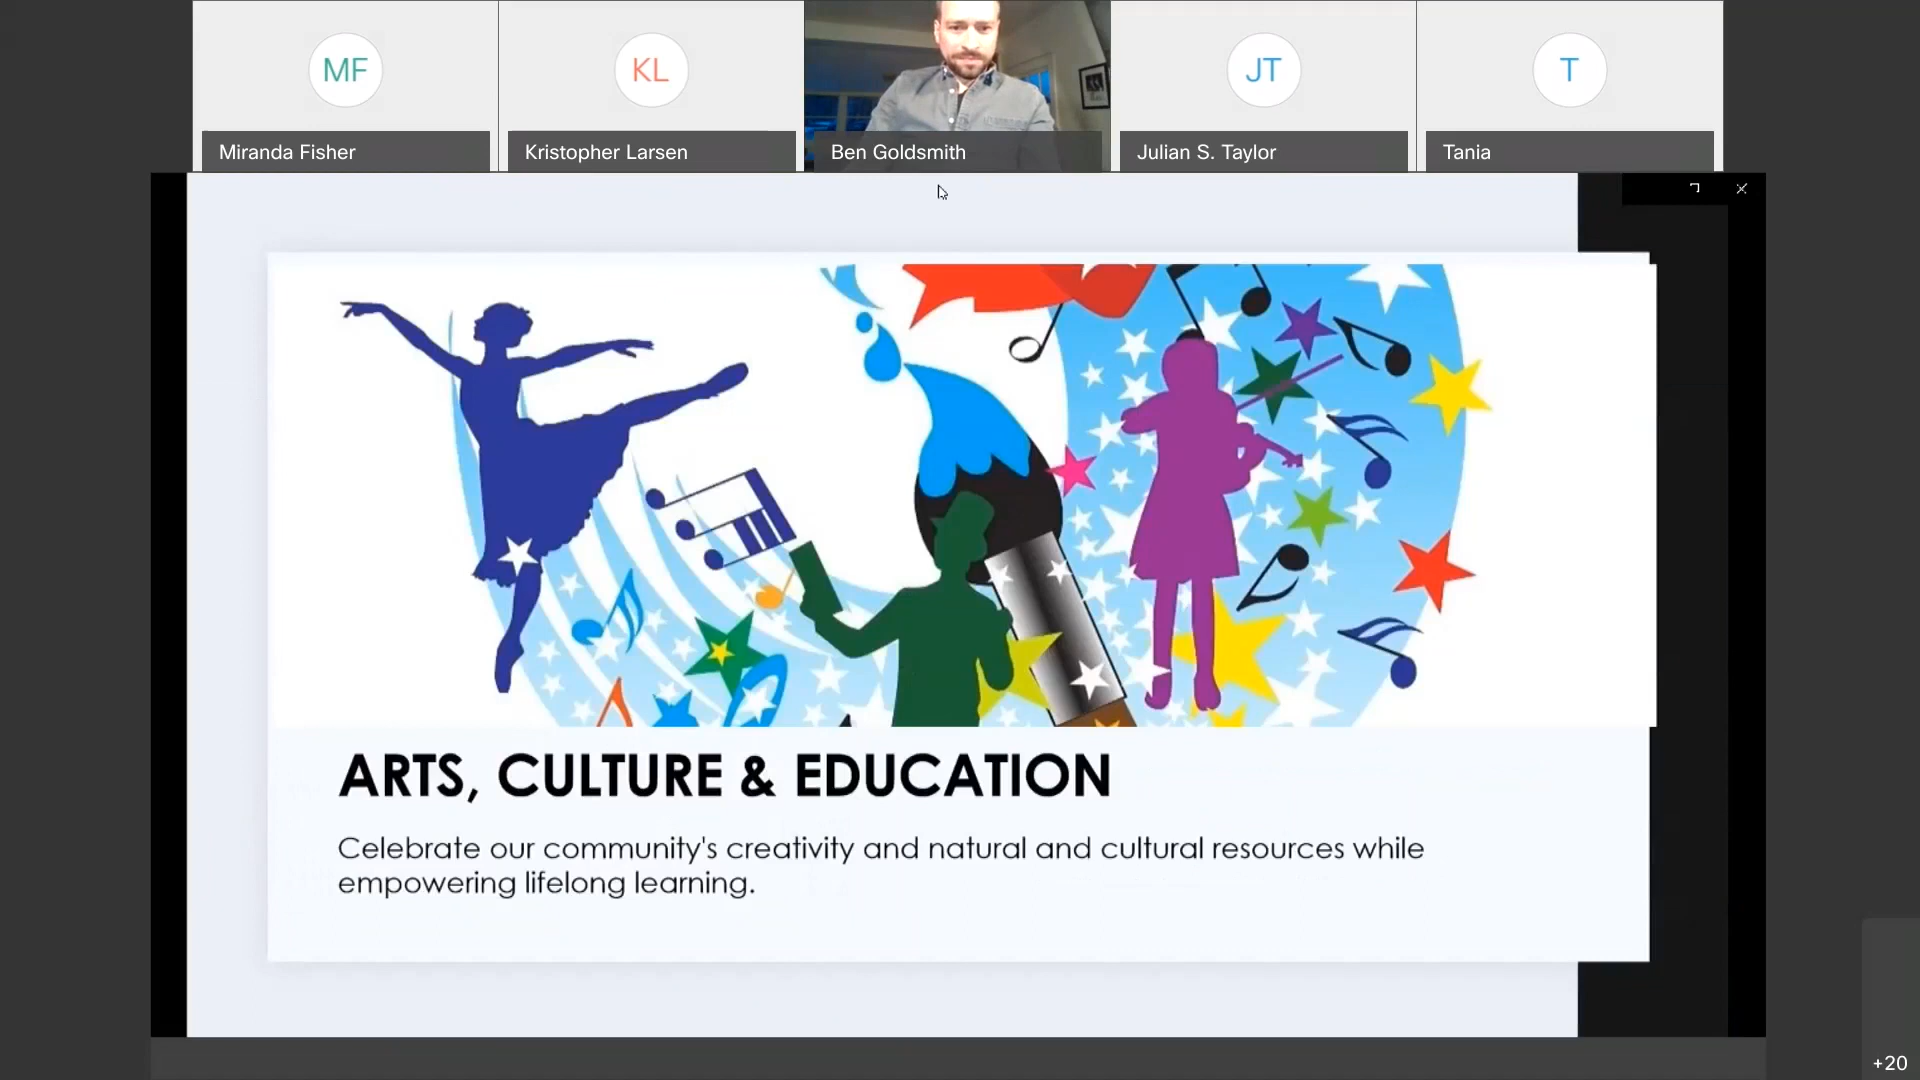 MF
KL
JT
T
Miranda Fisher
Kristopher Larsen
Ben Goldsmith
Julian S. Taylor
Tania
ARTS, CULTURE & EDUCATION
Celebrate our community's creativity and natural and cultural resources while
empowering lifelong learning.
+20